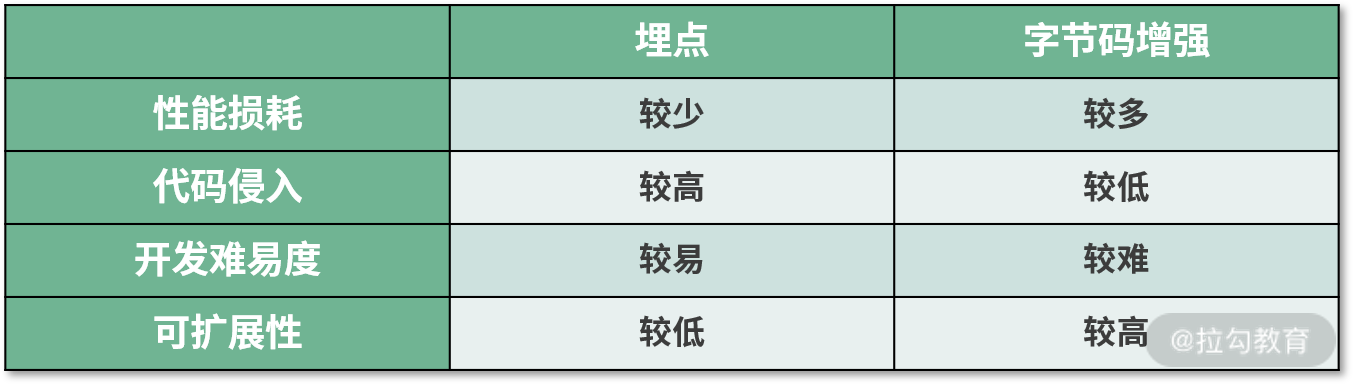 埋点 字节码增强
性能损耗 较少 较多
代码侵入 较高 较低
开发难易度 较易 较难
可扩展性 较低 较高
@拉勾教育